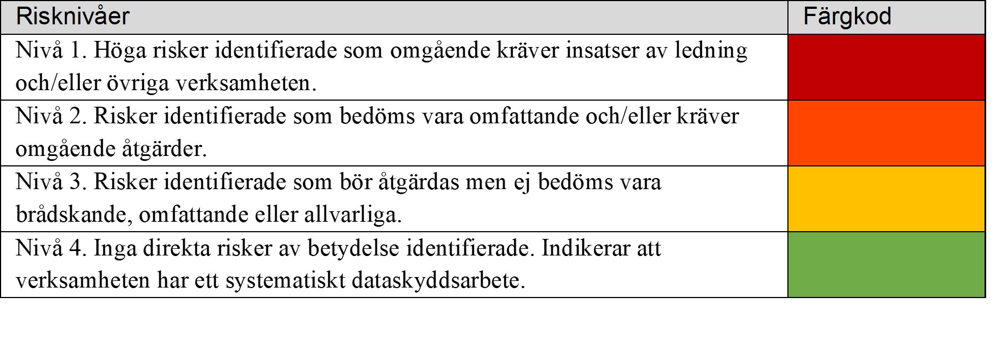 Risknivåer Färgkod
Nivå 1. Höga risker identifierade som omgående kräver insatser av ledning
och/eller övriga verksamheten.
Nivå 2. Risker identifierade som bedöms vara omfattande och/eller kräver
omgående åtgärder.
Nivå 3. Risker identifierade som bör åtgärdas men ej bedöms vara
brådskande, omfattande eller allvarliga.
Nivå 4. Inga direkta risker av betydelse identifierade. Indikerar att
verksamheten har ett systematiskt dataskyddsarbete.